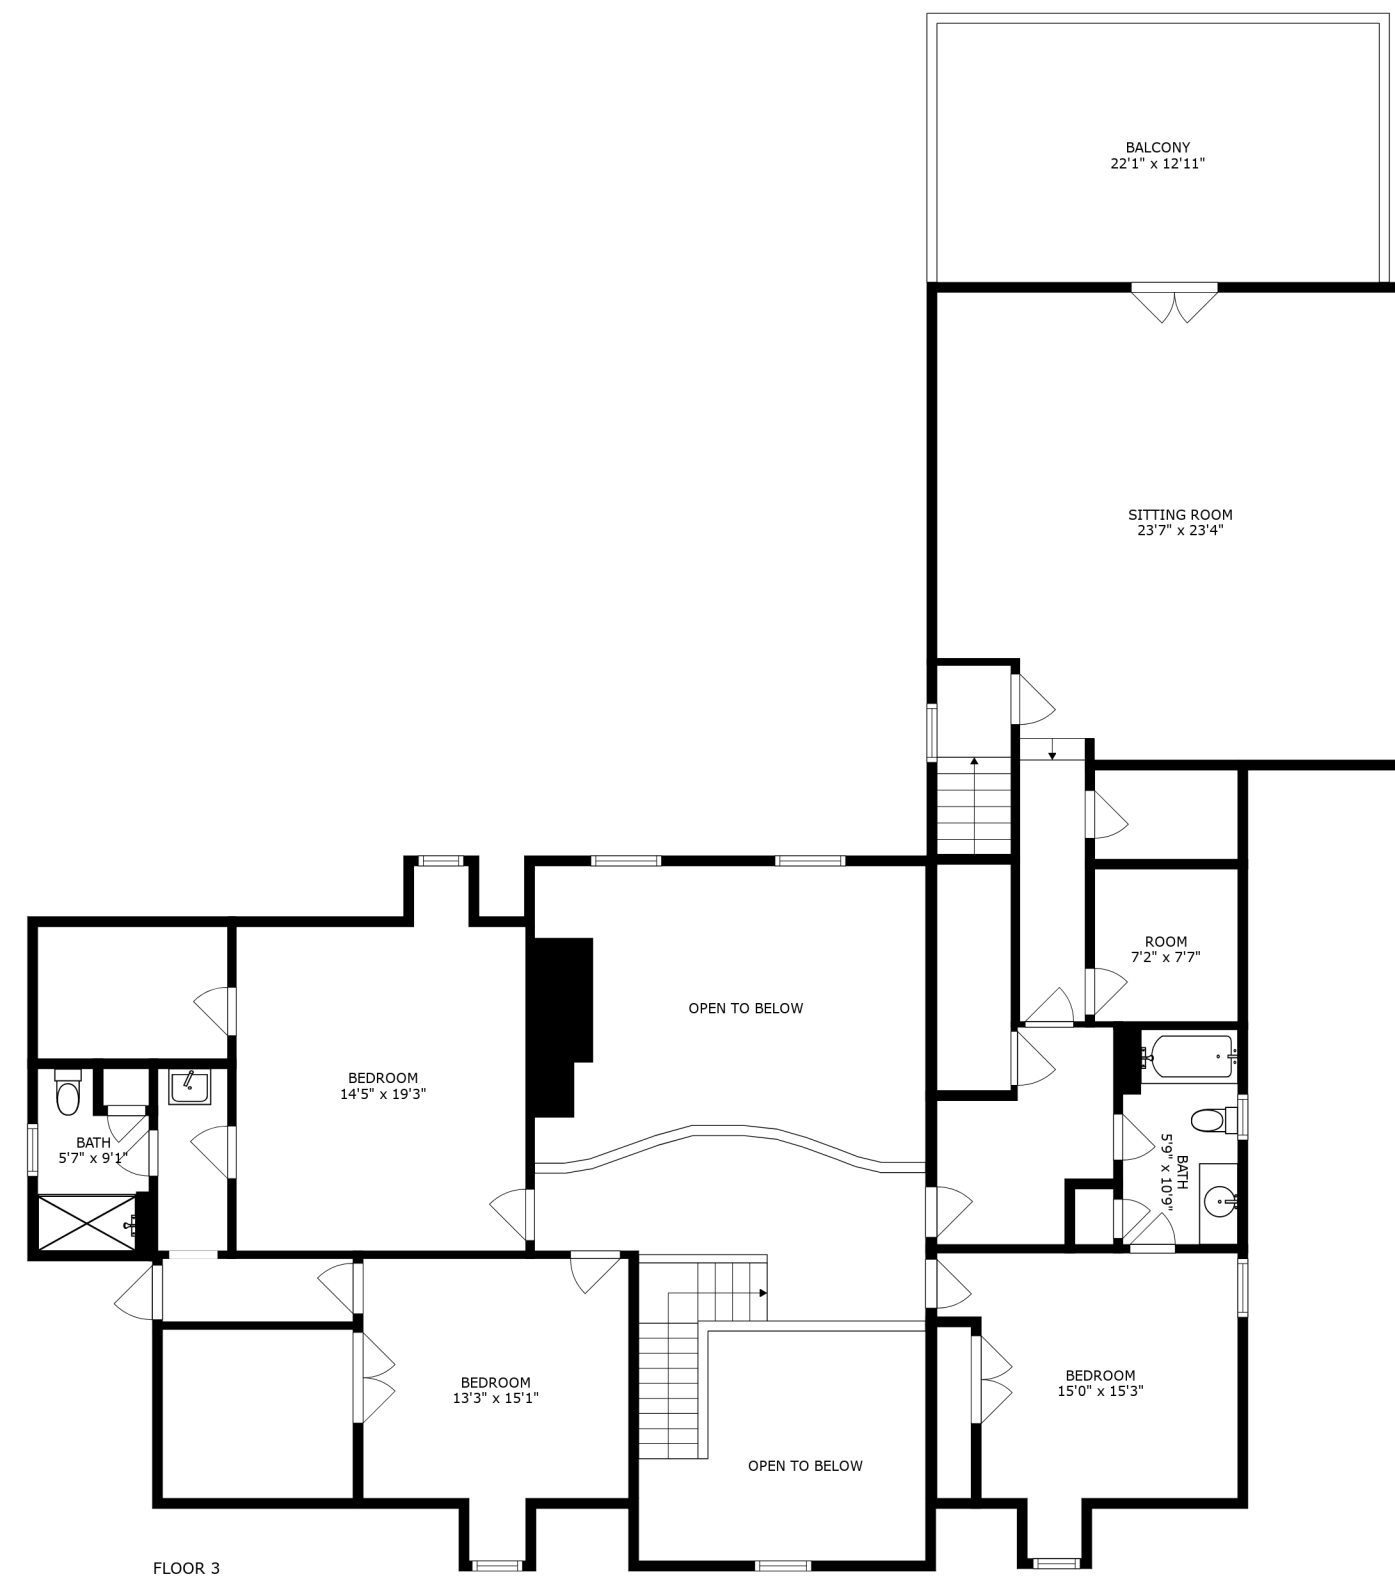 BALCONY
22'1" x 12'11"
SITTING ROOM
23'7" x 23'4"
ROOM
7'2" x 7'7"
OPEN TO BELOW
BEDROOM
14'5" x 19'3"
BATH
5'7" x 9'1"
BATH
5'9" x 10'9"
BEDROOM
13'3" x 15'1"
BEDROOM
15'0" x 15'3"
OPEN TO BELOW
FLOOR 3